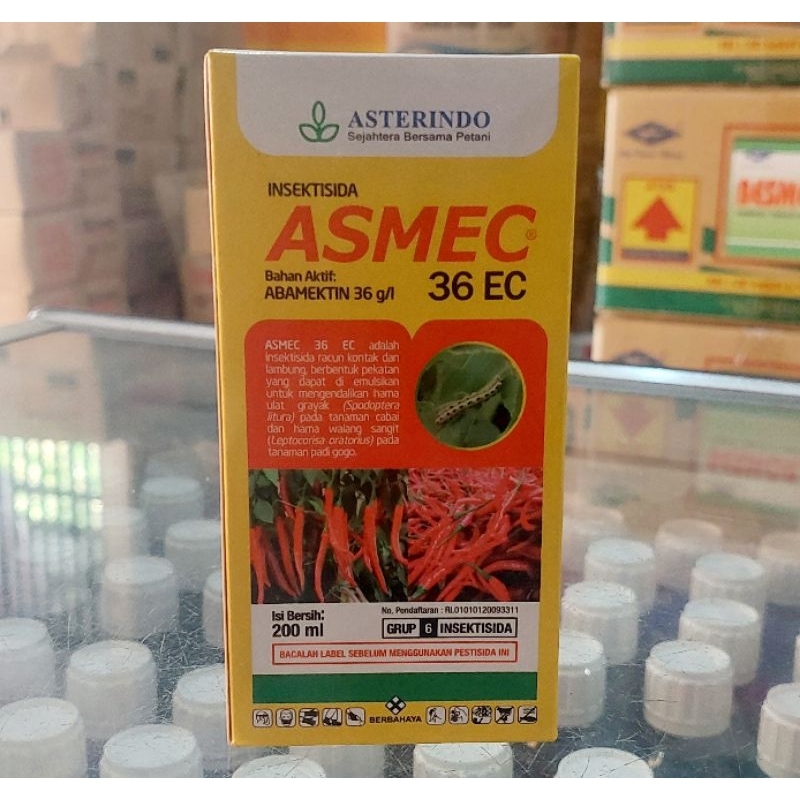 ASTERINDO
Sejahtera Bersama Petani
INSEKTISIDA
ASMEC®
Bahan Aktif:
ABAMEKTIN 36 g/l
36 EC
ASMEC 36 EC adalah
insektisida racun kontak dan
lambung, berbentuk pekatan
yang dapat di emulsikan
untuk mengendalikan hama
ulat grayak (Spodoptera
litura) pada tanaman cabai
dan hama walang sangit
(Leptocorisa oratorius) pada
tanaman padi gogo.
No. Pendaftaran : RI.01010120093311
Isi Bersih:
200 ml
GRUP 6 INSEKTISIDA
BACALAH LABEL SEBELUM MENGGUNAKAN PESTISIDA INI
BERBAHAYA